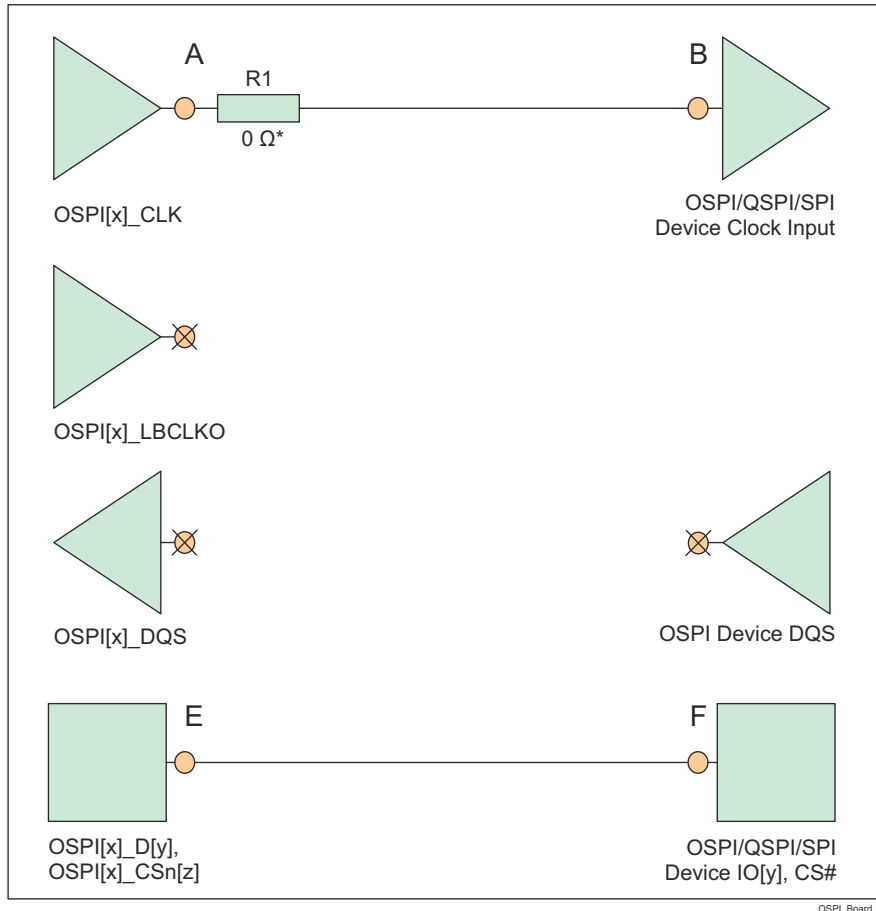 A
B
R1
0 Ω*
OSPI[x]_CLK
OSPI/QSPI/SPI
Device Clock Input
OSPI[x]_LBCLKO
OSPI[x]_DQS
OSPI Device DQS
E
F
OSPI[x]_D[y],
OSPI[x]_CSn[z]
OSPI/QSPI/SPI
Device IO[y], CS#
OSPI_Board